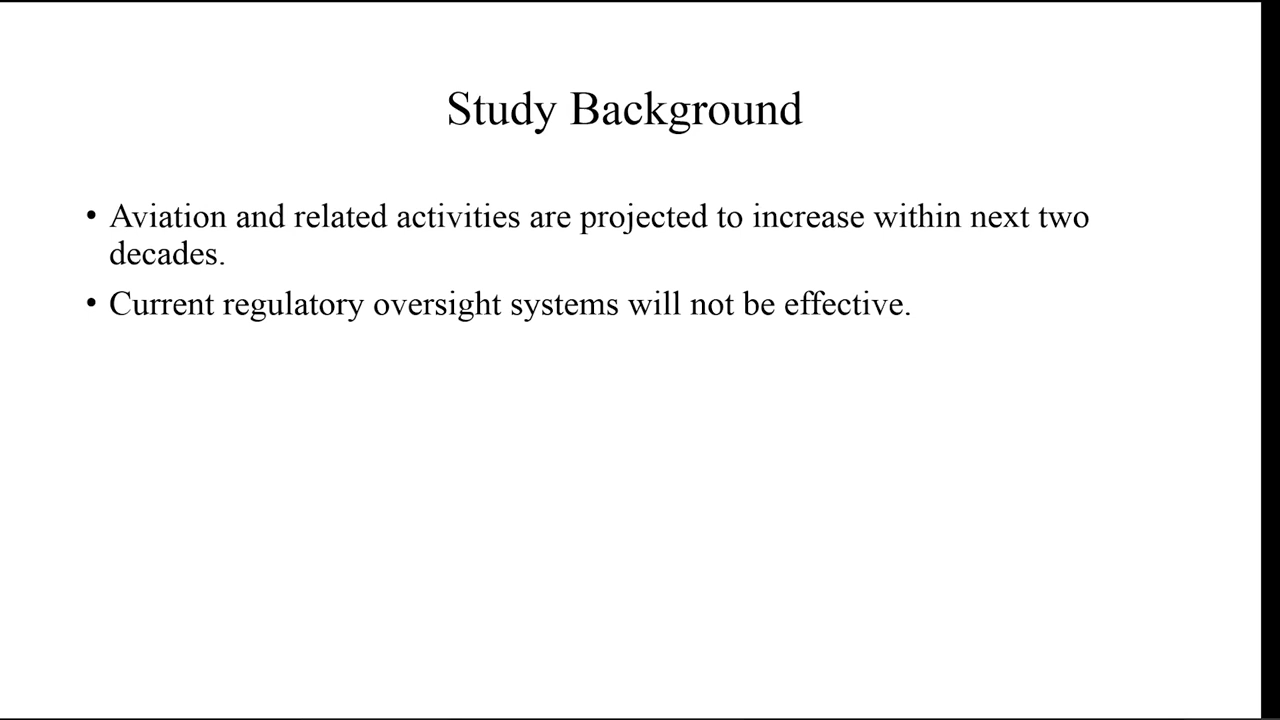 Study Background
• Aviation and related activities are projected to increase within next two
decades.
• Current regulatory oversight systems will not be effective.